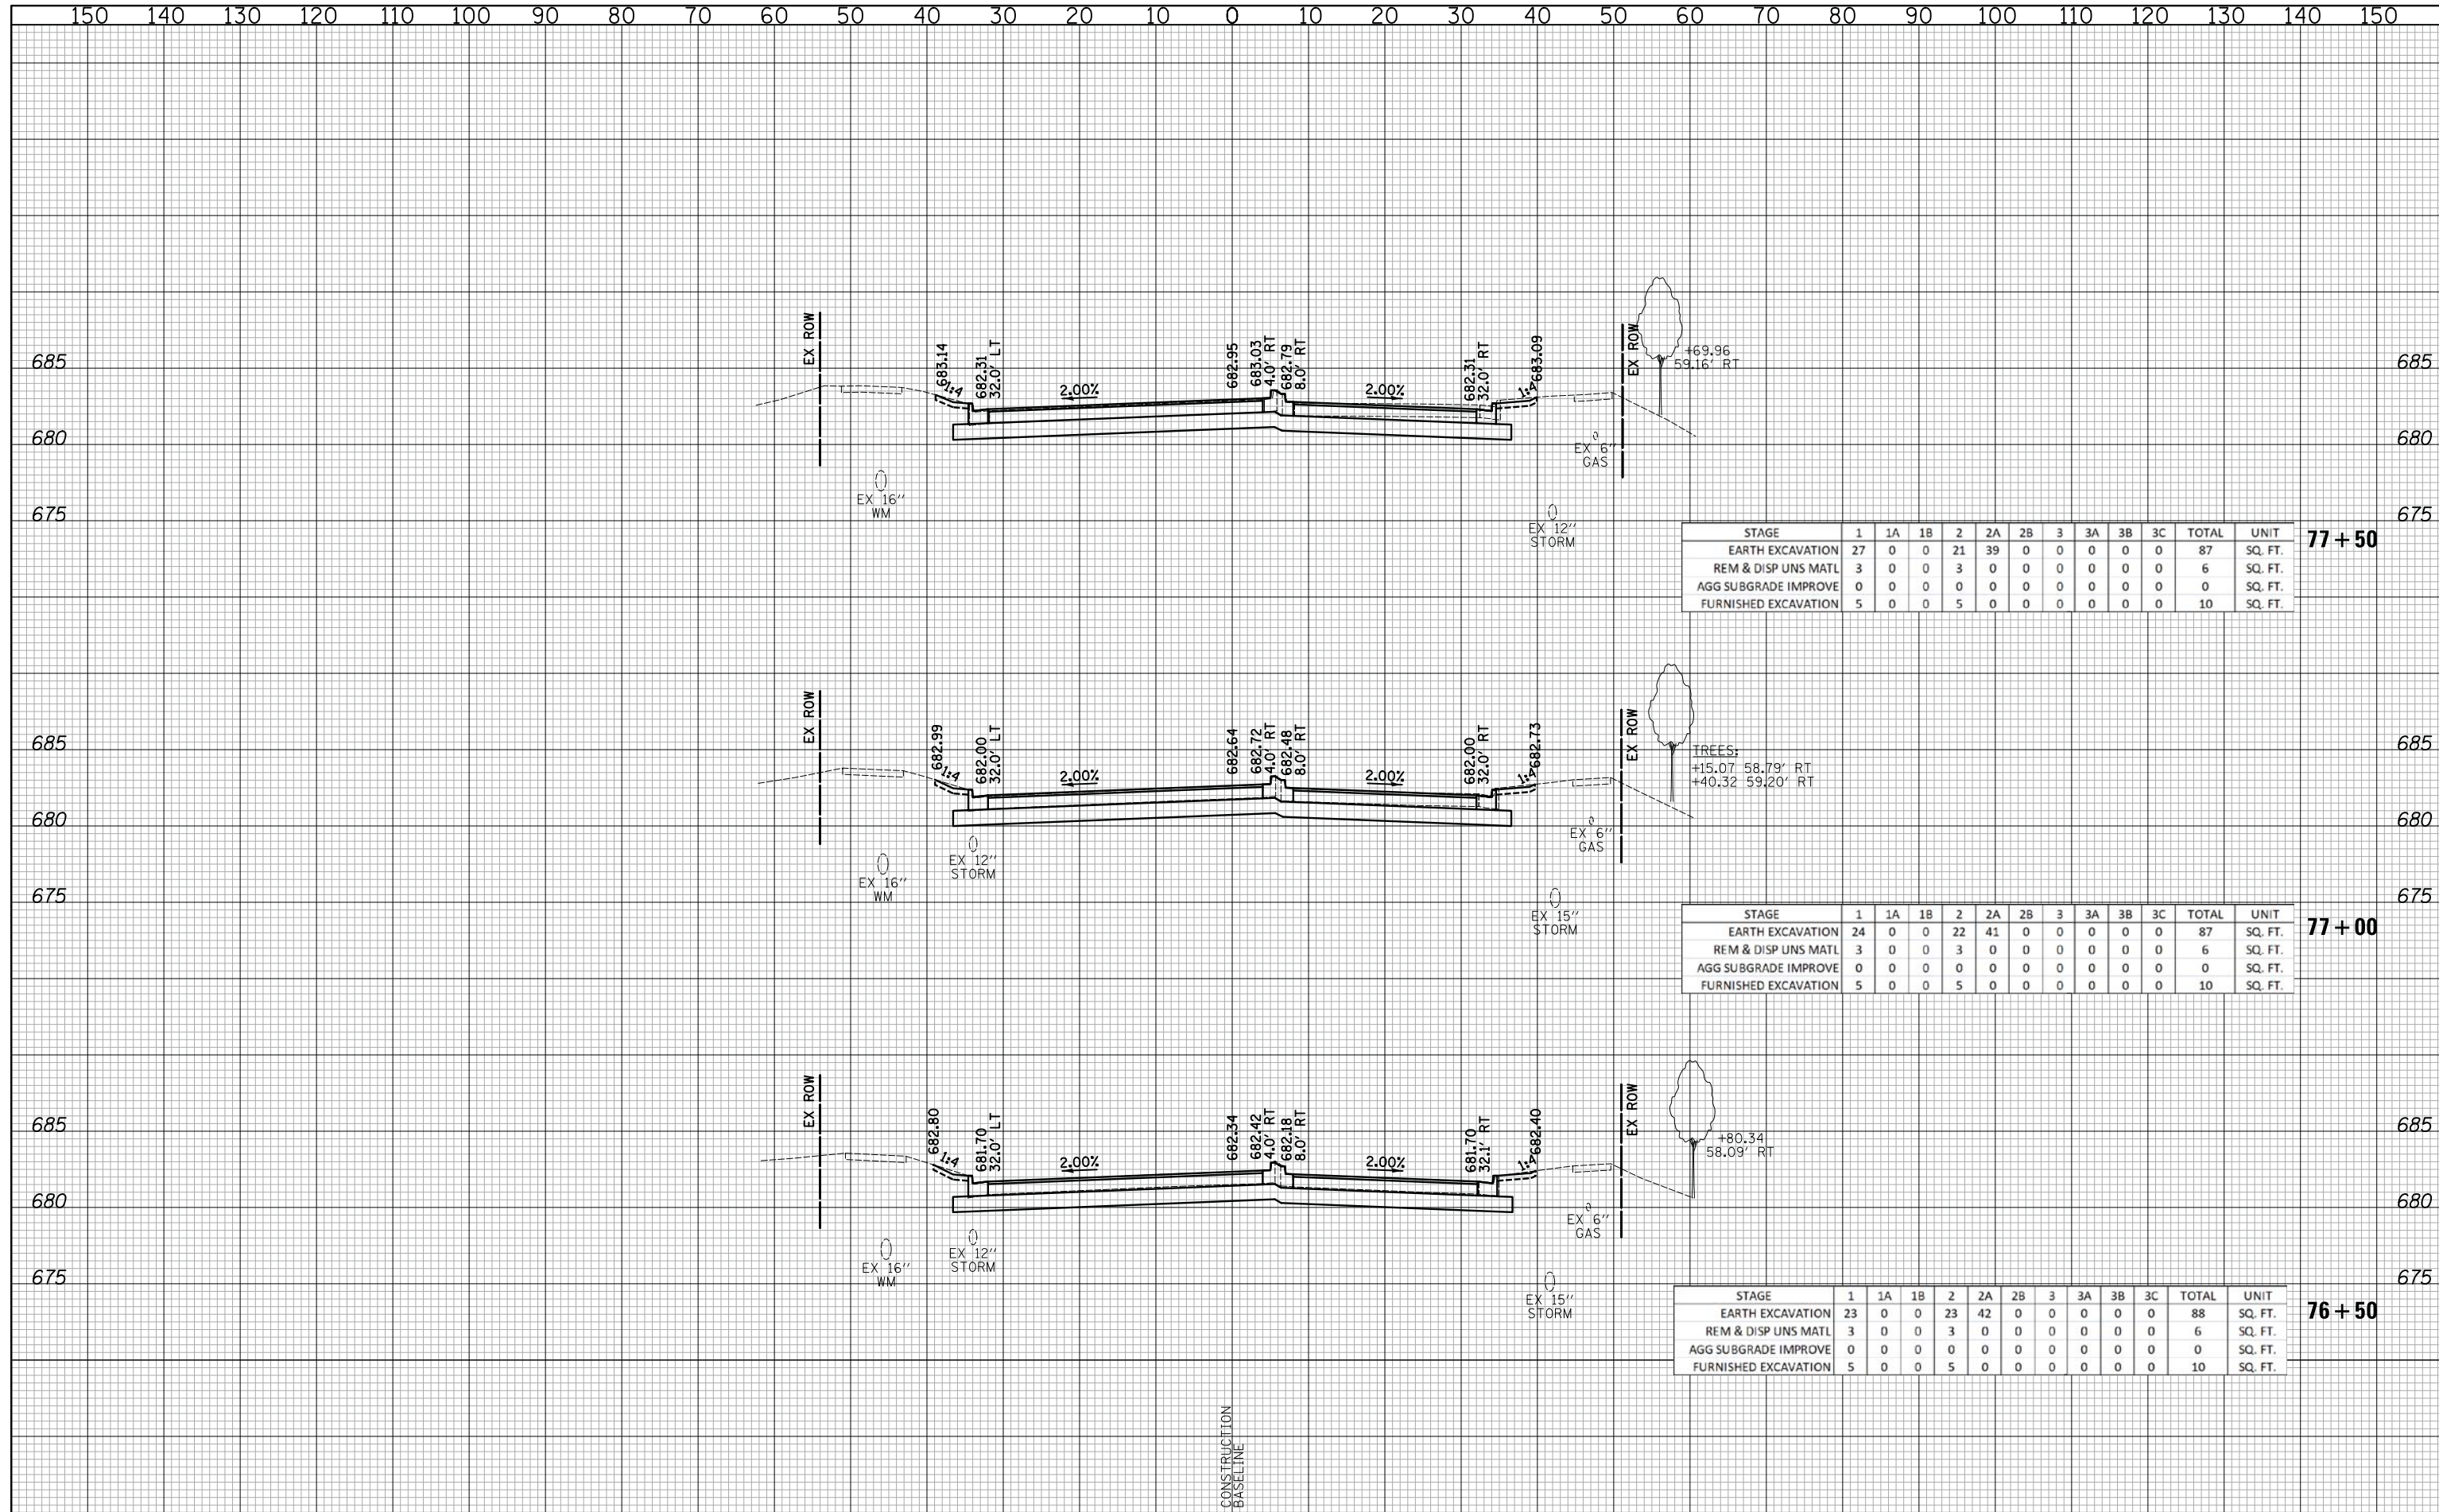 150 140 130 120 110 100 90 80 70 60 50 40 30 20 10 0 10 20 30 40 50 60 70 80 90 100 110 120 130 140 150
EX ROW
683.14
1:4
682.31
32.0' LT
2.00%
682.95
683.03
4.0' RT
682.79
8.0' RT
2.00%
682.31
32.0' RT
1:4
683.09
EX ROW
+69.96
59.16' RT
685 685
680 680
675 675
EX 16"
WM
EX 6"
GAS
EX 12"
STORM
STAGE 1 1A 1B 2 2A 2B 3 3A 3B 3C TOTAL UNIT
EARTH EXCAVATION 27 0 0 21 39 0 0 0 0 0 87 SQ. FT.
REM & DISP UNS MATL 3 0 0 3 0 0 0 0 0 0 6 SQ. FT.
AGG SUBGRADE IMPROVE 0 0 0 0 0 0 0 0 0 0 0 SQ. FT.
FURNISHED EXCAVATION 5 0 0 5 0 0 0 0 0 0 10 SQ. FT.
77+50
EX ROW
682.99
1:4
682.00
32.0' LT
2.00%
682.64
682.72
4.0' RT
682.48
8.0' RT
2.00%
682.00
32.0' RT
1:4
682.73
EX ROW
TREES:
+15.07 58.79' RT
+40.32 59.20' RT
685 685
680 680
675 675
EX 16"
WM
EX 12"
STORM
EX 6"
GAS
EX 15"
STORM
STAGE 1 1A 1B 2 2A 2B 3 3A 3B 3C TOTAL UNIT
EARTH EXCAVATION 24 0 0 22 41 0 0 0 0 0 87 SQ. FT.
REM & DISP UNS MATL 3 0 0 3 0 0 0 0 0 0 6 SQ. FT.
AGG SUBGRADE IMPROVE 0 0 0 0 0 0 0 0 0 0 0 SQ. FT.
FURNISHED EXCAVATION 5 0 0 5 0 0 0 0 0 0 10 SQ. FT.
77+00
EX ROW
682.80
1:4
681.70
32.0' LT
2.00%
682.34
682.42
4.0' RT
682.18
8.0' RT
2.00%
681.70
32.1' RT
1:4
682.40
EX ROW
+80.34
58.09' RT
685 685
680 680
675 675
EX 16"
WM
EX 12"
STORM
EX 6"
GAS
EX 15"
STORM
STAGE 1 1A 1B 2 2A 2B 3 3A 3B 3C TOTAL UNIT
EARTH EXCAVATION 23 0 0 23 42 0 0 0 0 0 88 SQ. FT.
REM & DISP UNS MATL 3 0 0 3 0 0 0 0 0 0 6 SQ. FT.
AGG SUBGRADE IMPROVE 0 0 0 0 0 0 0 0 0 0 0 SQ. FT.
FURNISHED EXCAVATION 5 0 0 5 0 0 0 0 0 0 10 SQ. FT.
76+50
CONSTRUCTION
BASELINE